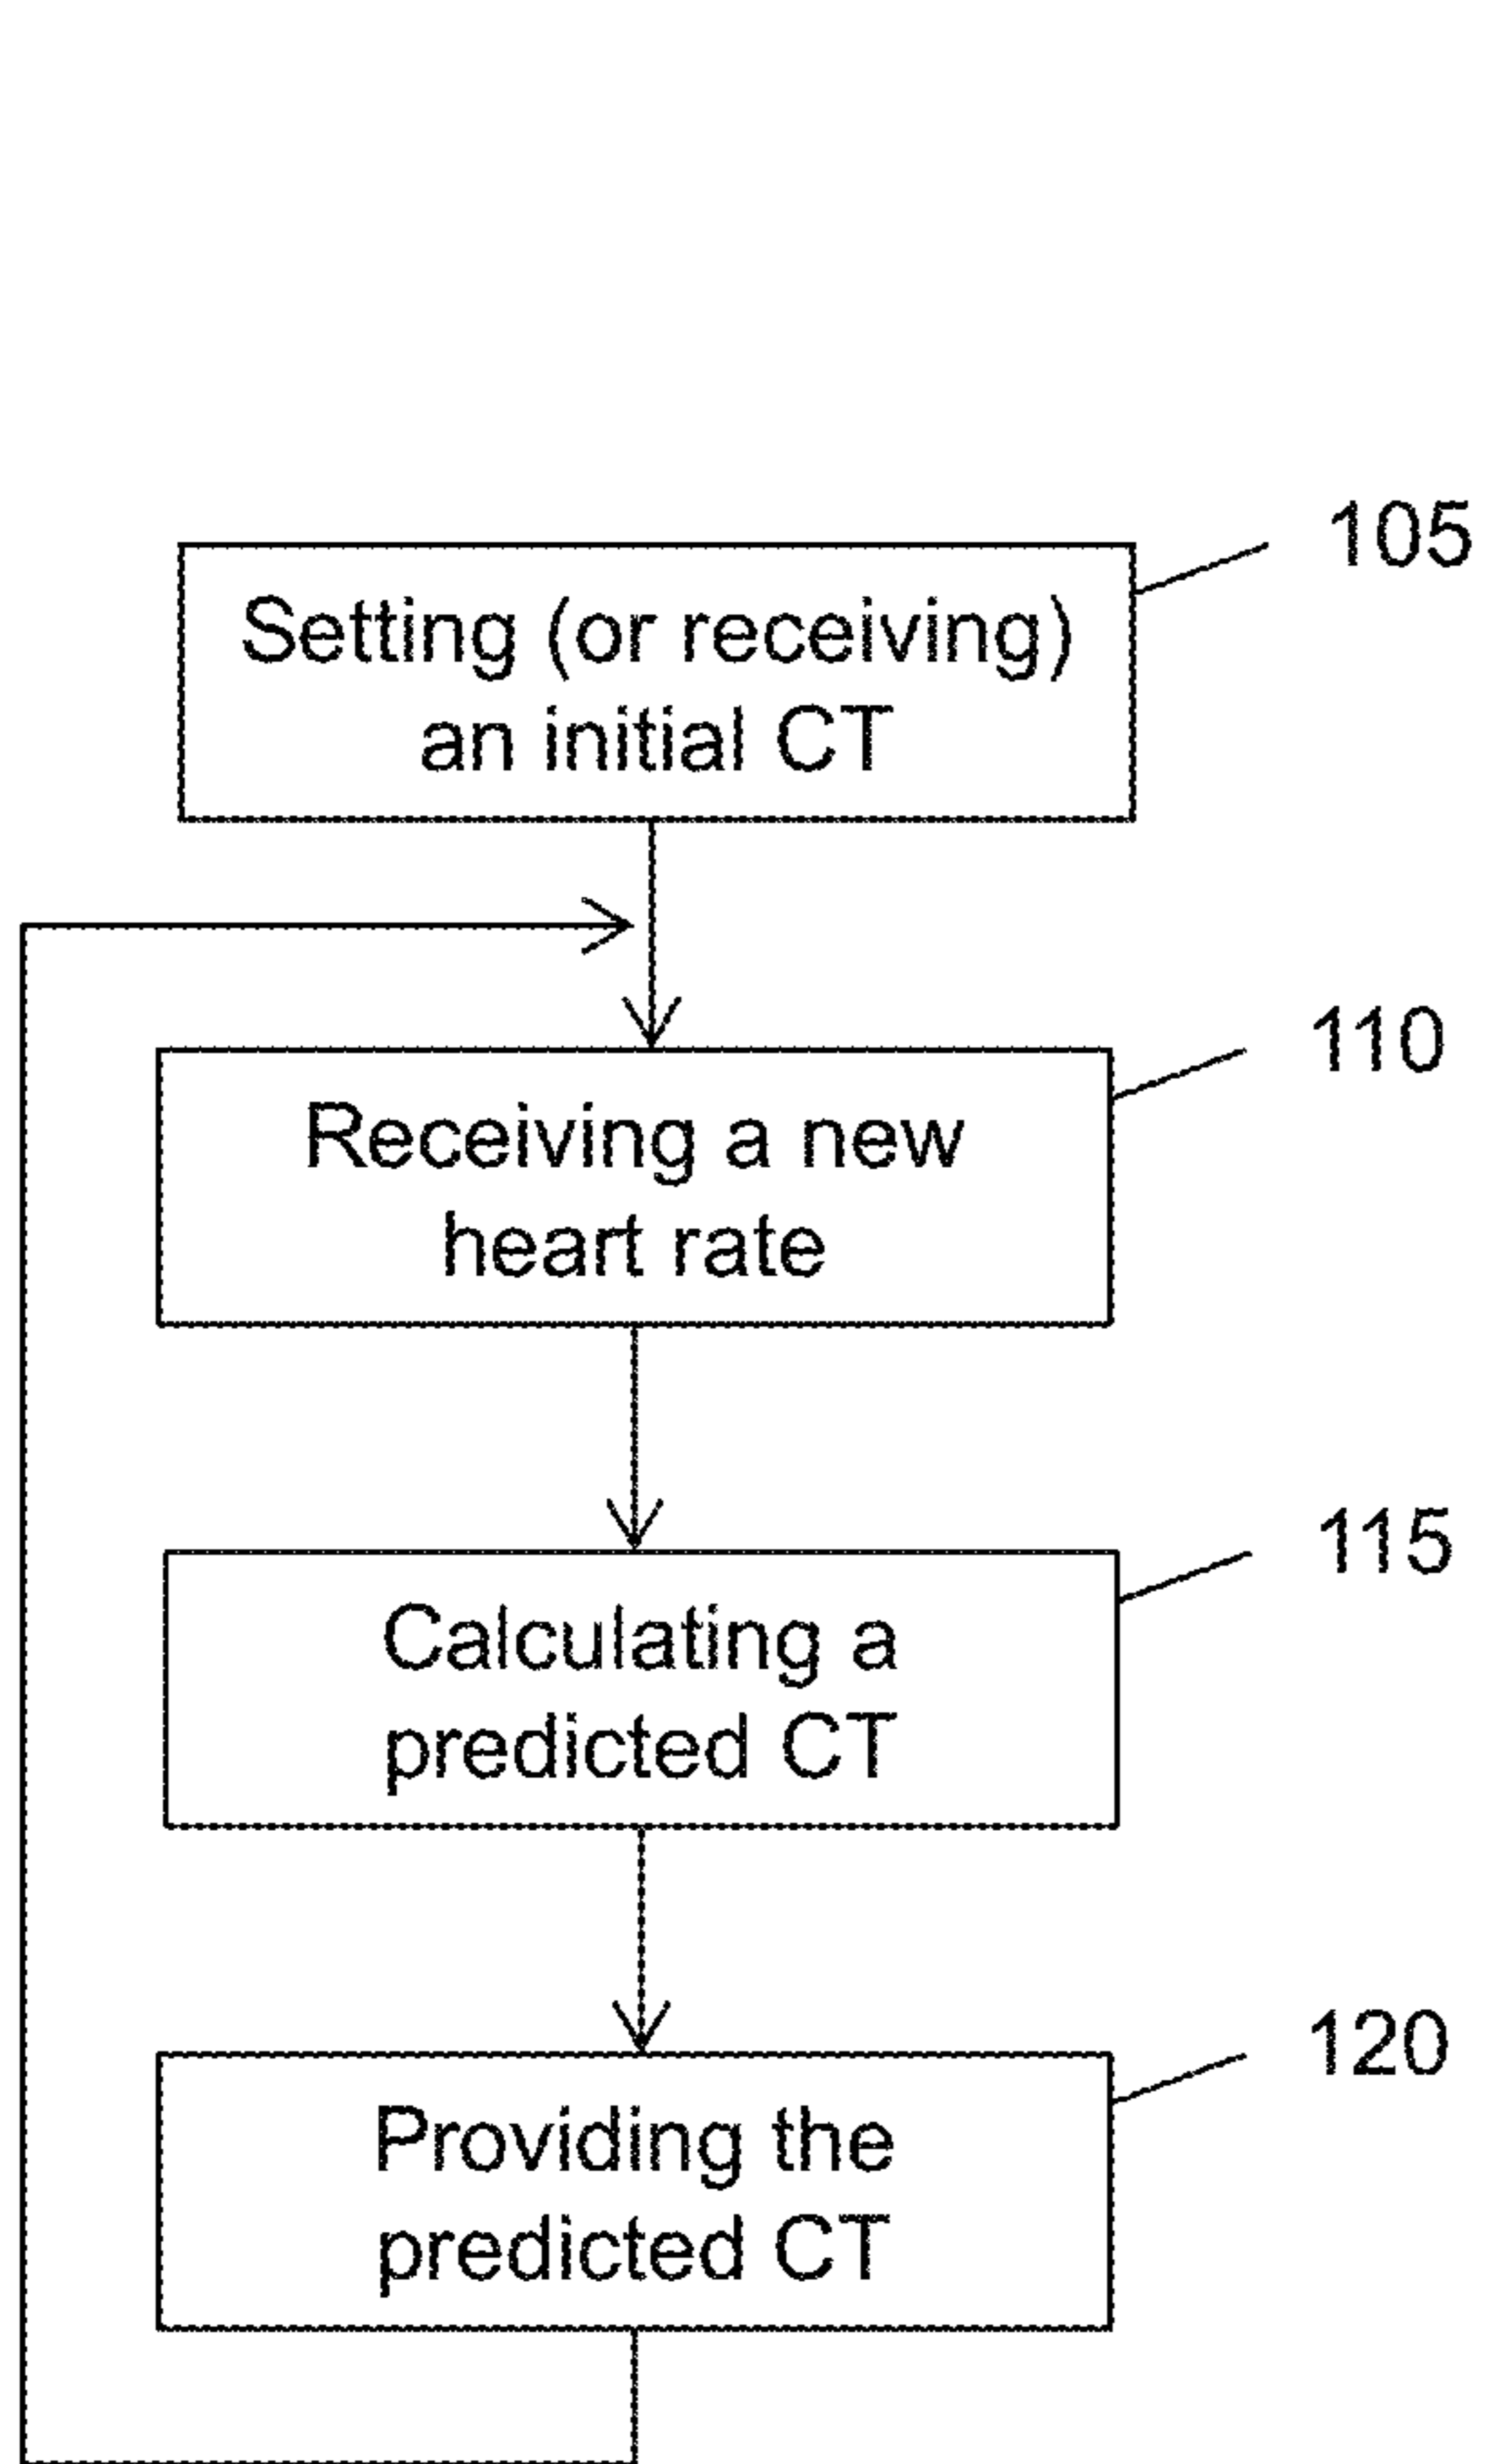 105
Setting (or receiving)
an initial CT
110
Receiving a new
heart rate
115
Calculating a
predicted CT
120
Providing the
predicted CT